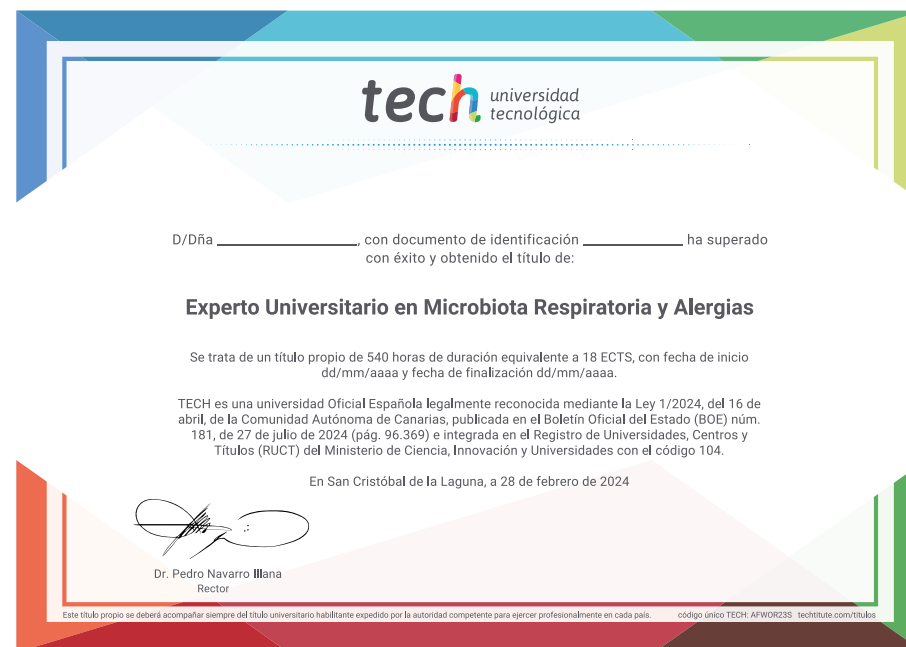 tech universidad
tecnológica
D/Dña ____________________, con documento de identificación ______________ ha superado
con éxito y obtenido el título de:
Experto Universitario en Microbiota Respiratoria y Alergias
Se trata de un título propio de 540 horas de duración equivalente a 18 ECTS, con fecha de inicio
dd/mm/aaaa y fecha de finalización dd/mm/aaaa.
TECH es una universidad Oficial Española legalmente reconocida mediante la Ley 1/2024, del 16 de
abril, de la Comunidad Autónoma de Canarias, publicada en el Boletín Oficial del Estado (BOE) núm.
181, de 27 de julio de 2024 (pág. 96.369) e integrada en el Registro de Universidades, Centros y
Títulos (RUCT) del Ministerio de Ciencia, Innovación y Universidades con el código 104.
En San Cristóbal de la Laguna, a 28 de febrero de 2024
Dr. Pedro Navarro Illana
Rector
Este título propio se deberá acompañar siempre del título universitario habilitante expedido por la autoridad competente para ejercer profesionalmente en cada país. código único TECH: AFWOR23S techtitute.com/titulos